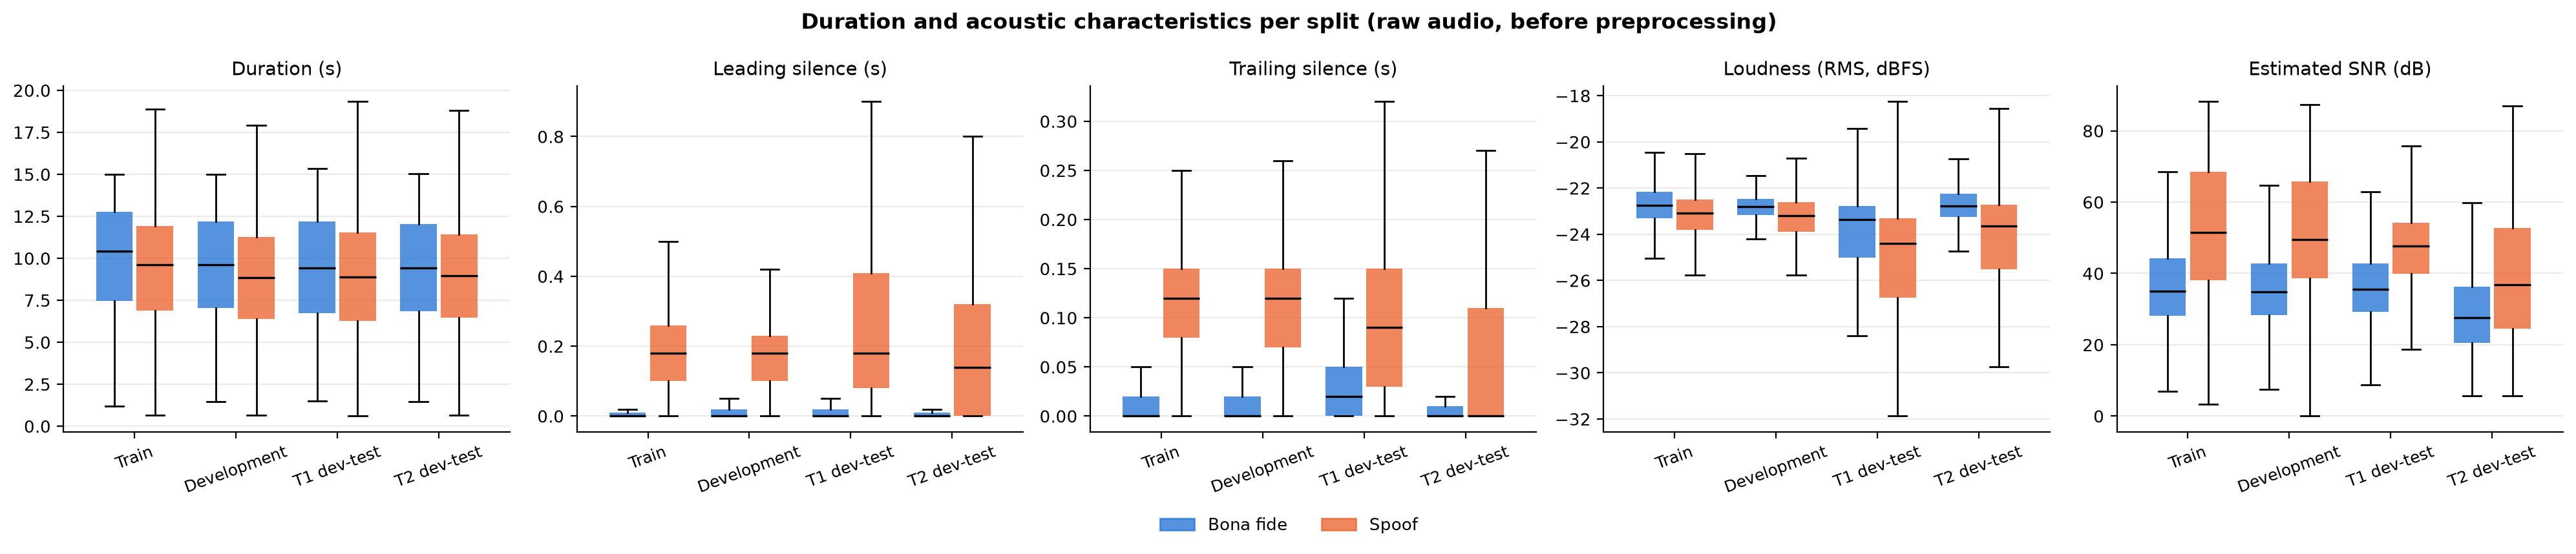 Duration and acoustic characteristics per split (raw audio, before preprocessing)
Duration (s)
20.0
17.5
15.0
12.5
10.0
7.5
5.0
2.5
0.0
Train
Development
T1 dev-test
T2 dev-test
Leading silence (s)
0.8
0.6
0.4
0.2
0.0
Train
Development
T1 dev-test
T2 dev-test
Trailing silence (s)
0.30
0.25
0.20
0.15
0.10
0.05
0.00
Train
Development
T1 dev-test
T2 dev-test
Loudness (RMS, dBFS)
−18
−20
−22
−24
−26
−28
−30
−32
Train
Development
T1 dev-test
T2 dev-test
Estimated SNR (dB)
80
60
40
20
0
Train
Development
T1 dev-test
T2 dev-test
Bona fide
Spoof